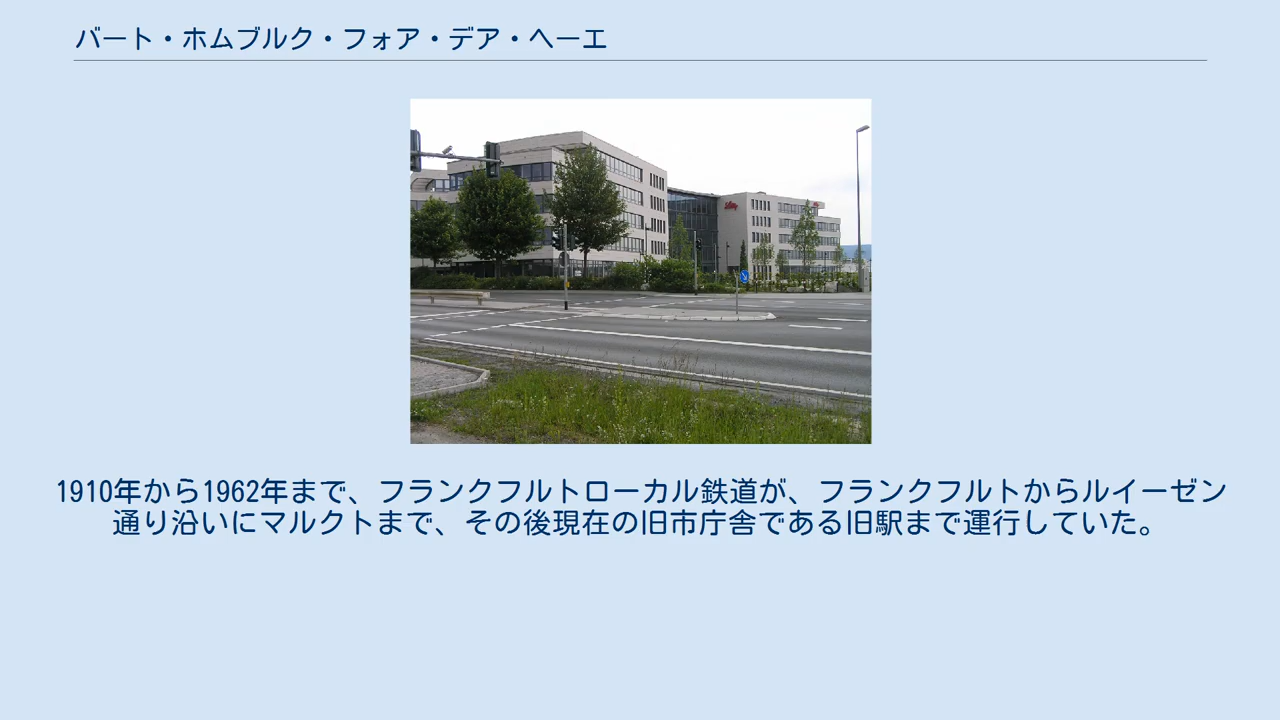 バート・ホムブルク・フォア・デア・ヘーエ
Lilly
1910年から1962年まで、フランクフルトローカル鉄道が、フランクフルトからルイーゼン
通り沿いにマルクトまで、その後現在の旧市庁舎である旧駅まで運行していた。